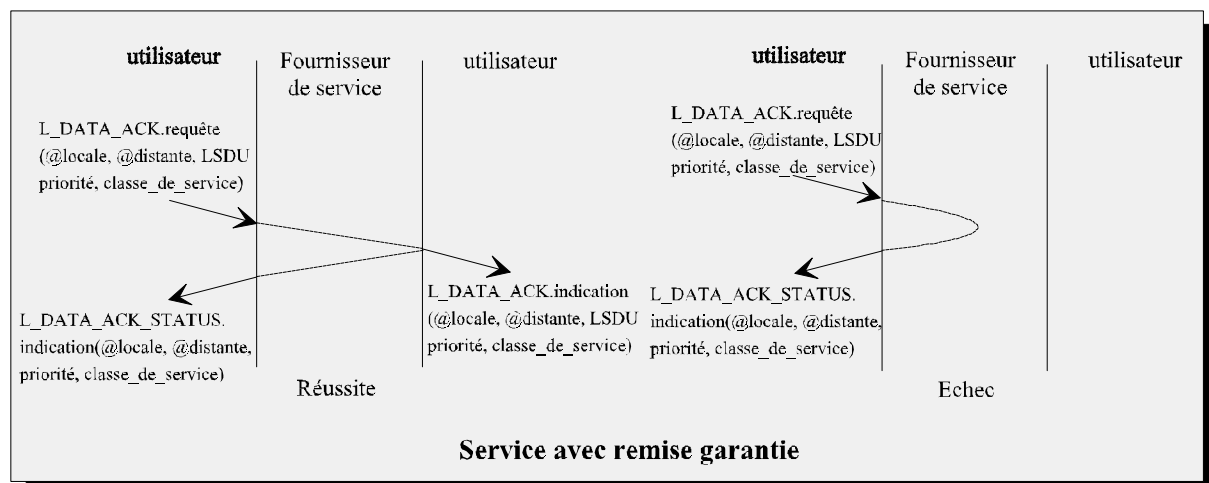 utilisateur
Fournisseur
de service
utilisateur
L_DATA_ACK.requête
(@locale, @distante, LSDU
priorité, classe_de_service)
L_DATA_ACK.indication
(@locale, @distante, LSDU
priorité, classe_de_service)
L_DATA_ACK_STATUS.
indication(@locale, @distante,
priorité, classe_de_service)
Réussite
utilisateur
Fournisseur
de service
utilisateur
L_DATA_ACK.requête
(@locale, @distante, LSDU
priorité, classe_de_service)
L_DATA_ACK_STATUS.
indication(@locale, @distante,
priorité, classe_de_service)
Echec
Service avec remise garantie